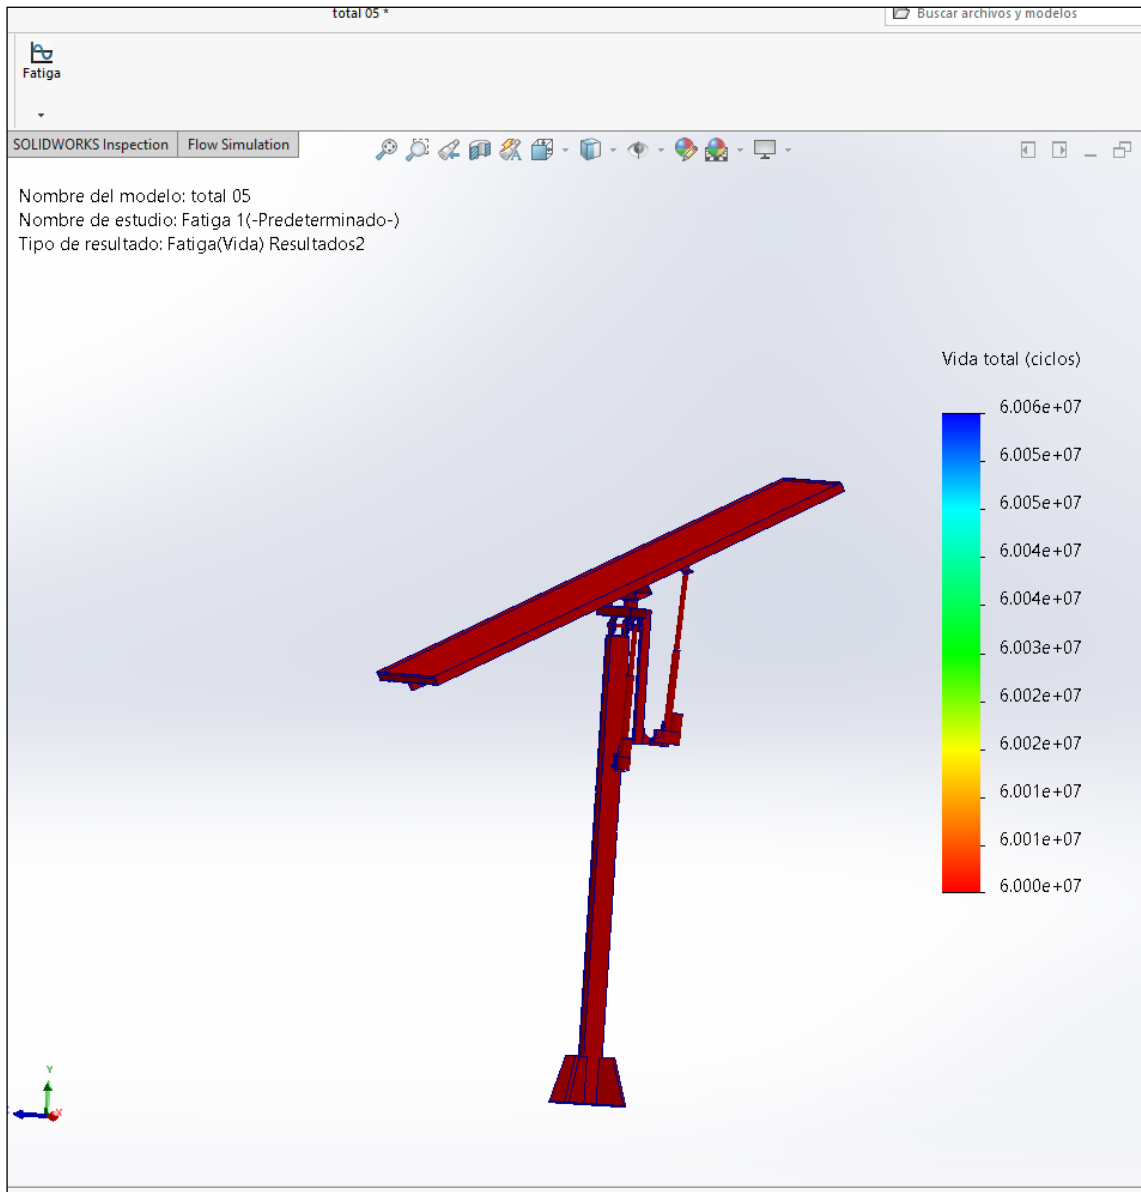 total 05 *
Buscar archivos y modelos
Fatiga
SOLIDWORKS Inspection
Flow Simulation
Nombre del modelo: total 05
Nombre de estudio: Fatiga 1(-Predeterminado-)
Tipo de resultado: Fatiga(Vida) Resultados2
Vida total (ciclos)
6.006e+07
6.005e+07
6.005e+07
6.004e+07
6.004e+07
6.003e+07
6.002e+07
6.002e+07
6.001e+07
6.001e+07
6.000e+07
Y
X